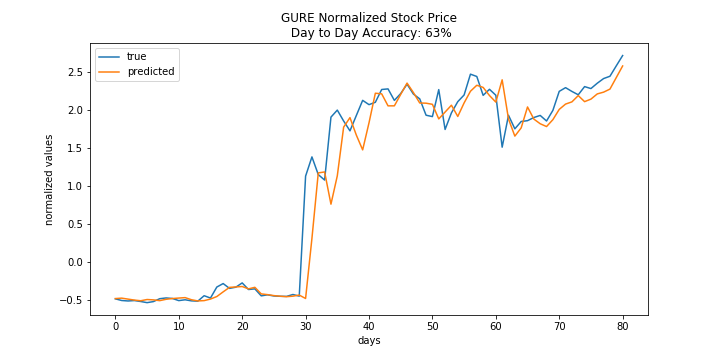 GURE Normalized Stock Price
Day to Day Accuracy: 63%
true
predicted
normalized values
2.5
2.0
1.5
1.0
0.5
0.0
−0.5
0 10 20 30 40 50 60 70 80
days